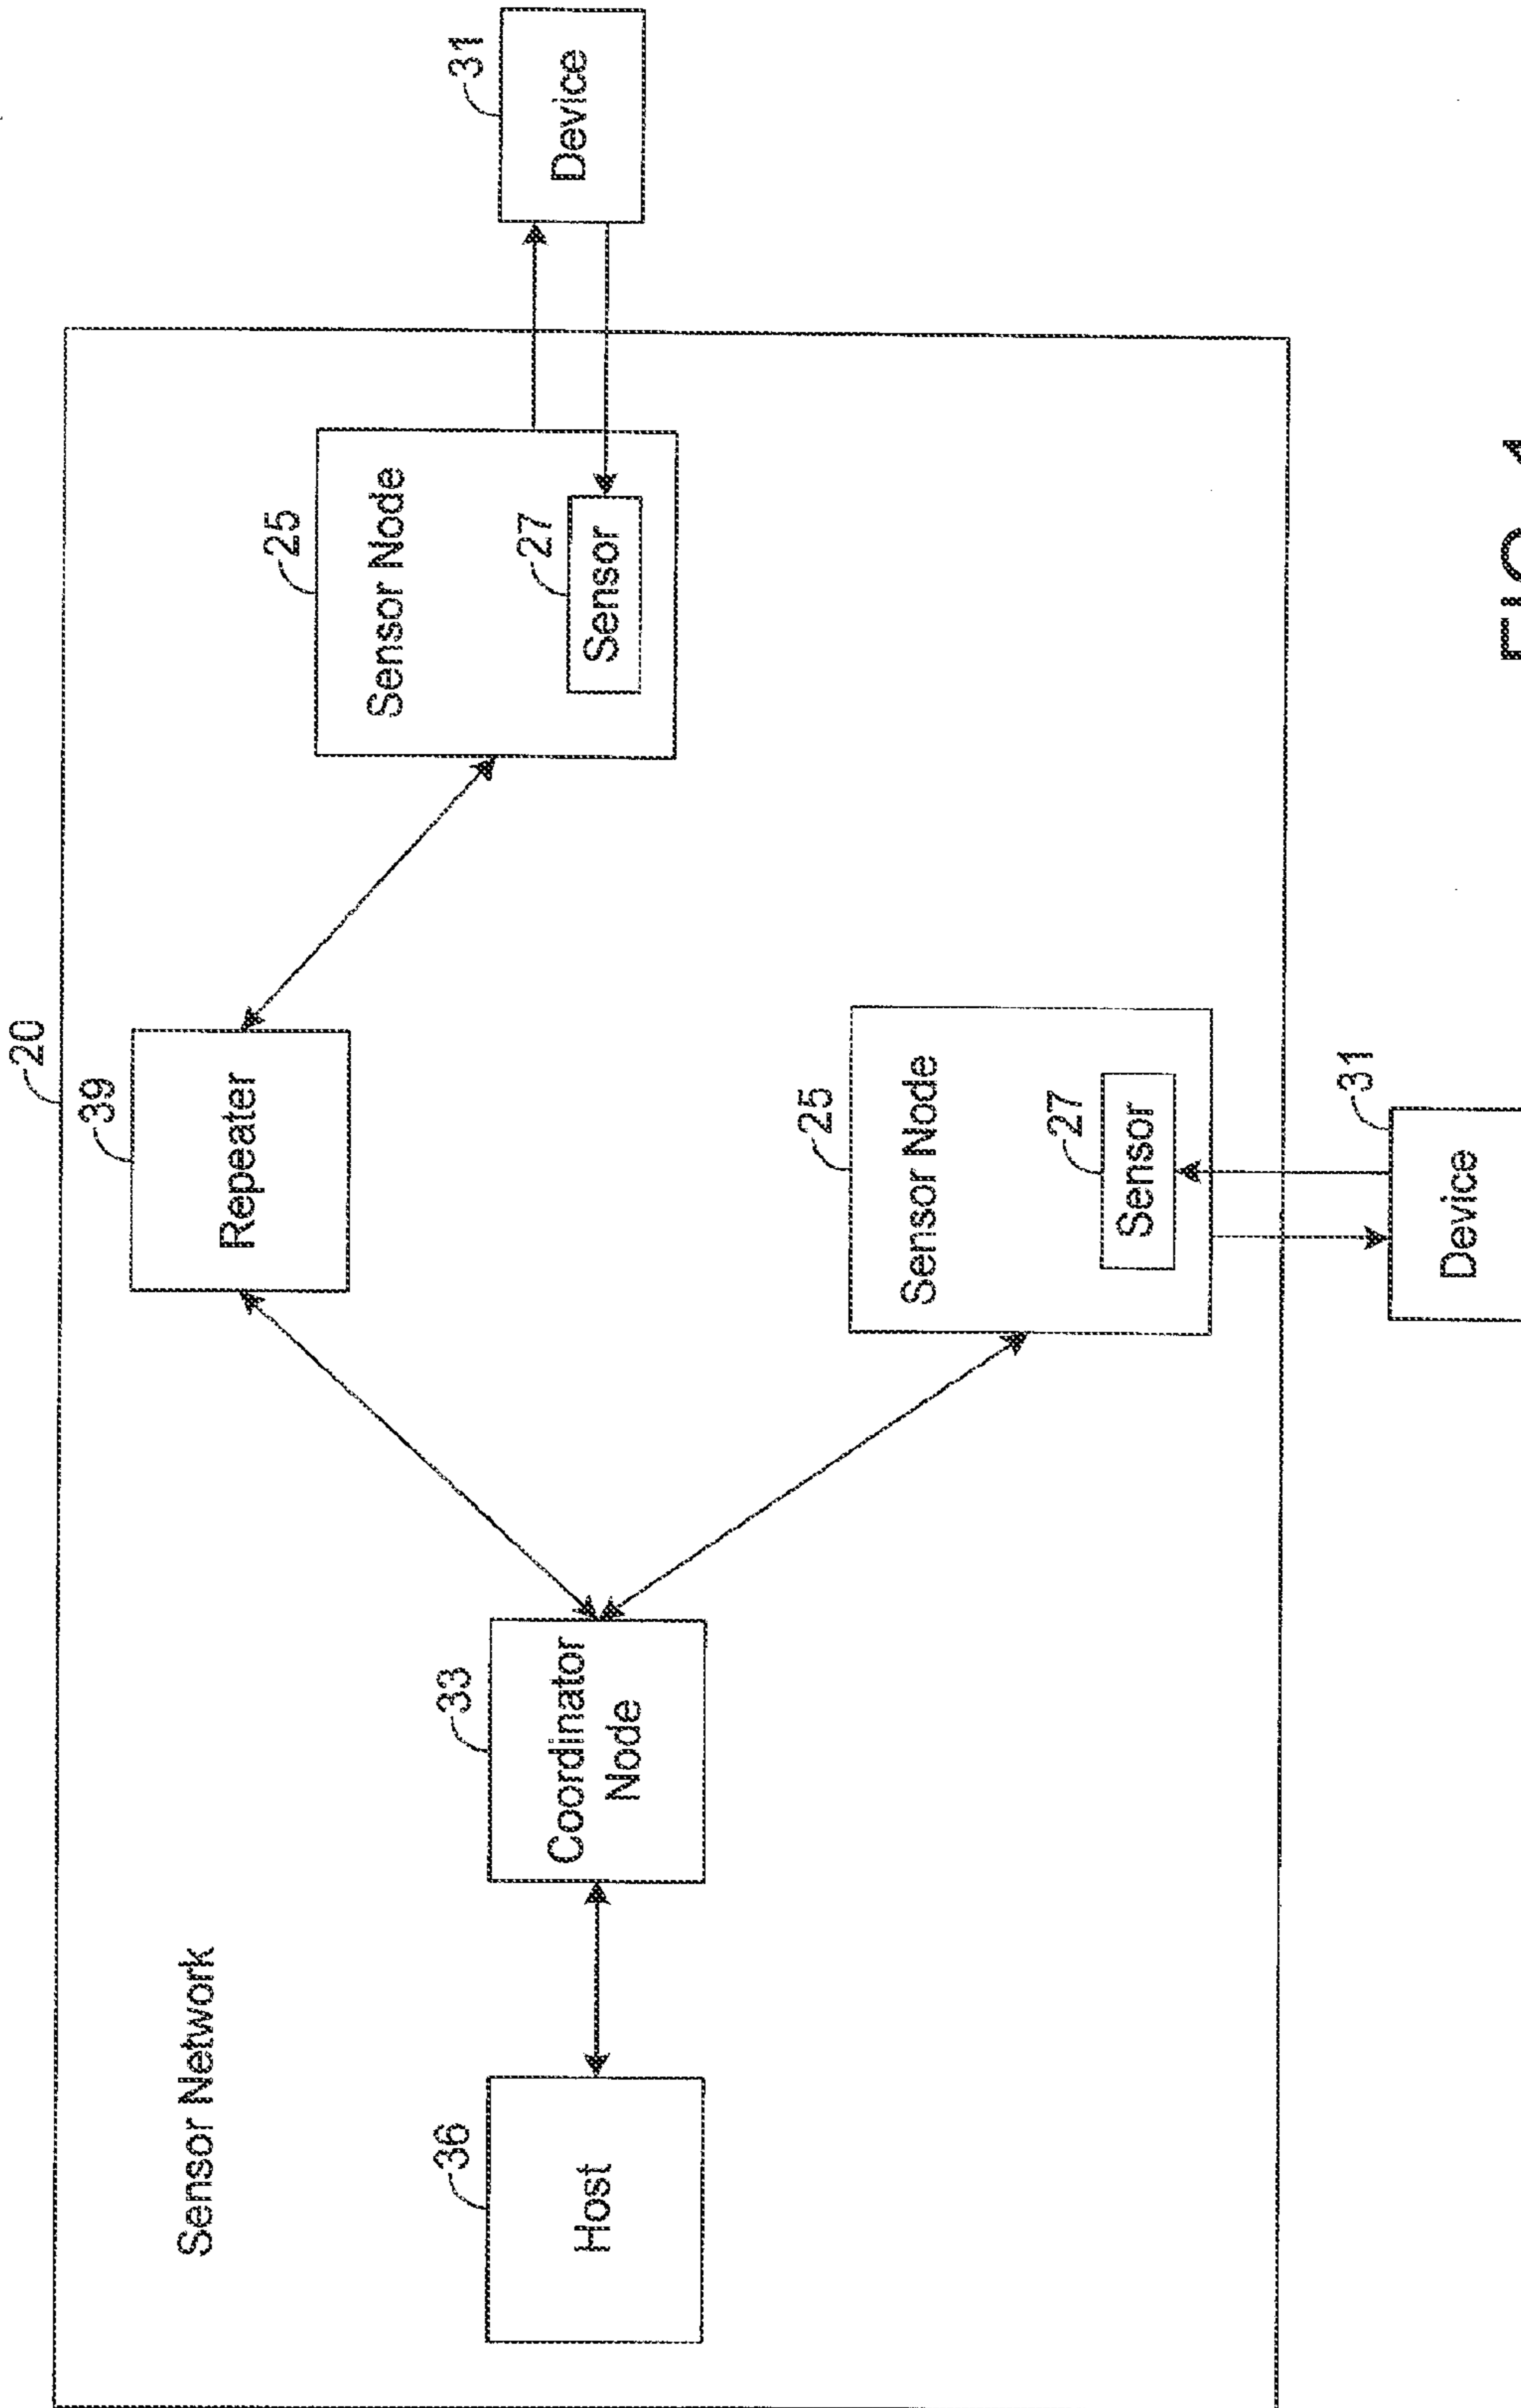 20
Sensor Network
39
Repeater
25
Sensor Node
27
Sensor
31
Device
36
Host
33
Coordinator
Node
25
Sensor Node
27
Sensor
31
Device